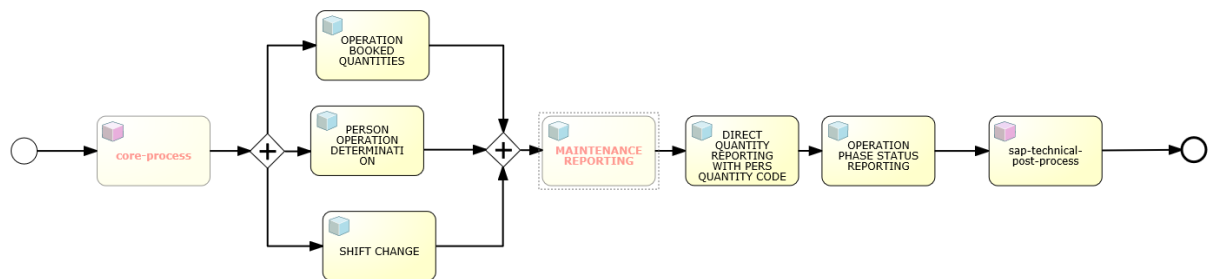 core-process
OPERATION
BOOKED
QUANTITIES
PERSON
OPERATION
DETERMINATI
ON
SHIFT CHANGE
MAINTENANCE
REPORTING
DIRECT
QUANTITY
REPORTING
WITH PERS
QUANTITY CODE
OPERATION
PHASE STATUS
REPORTING
sap-technical-
post-process